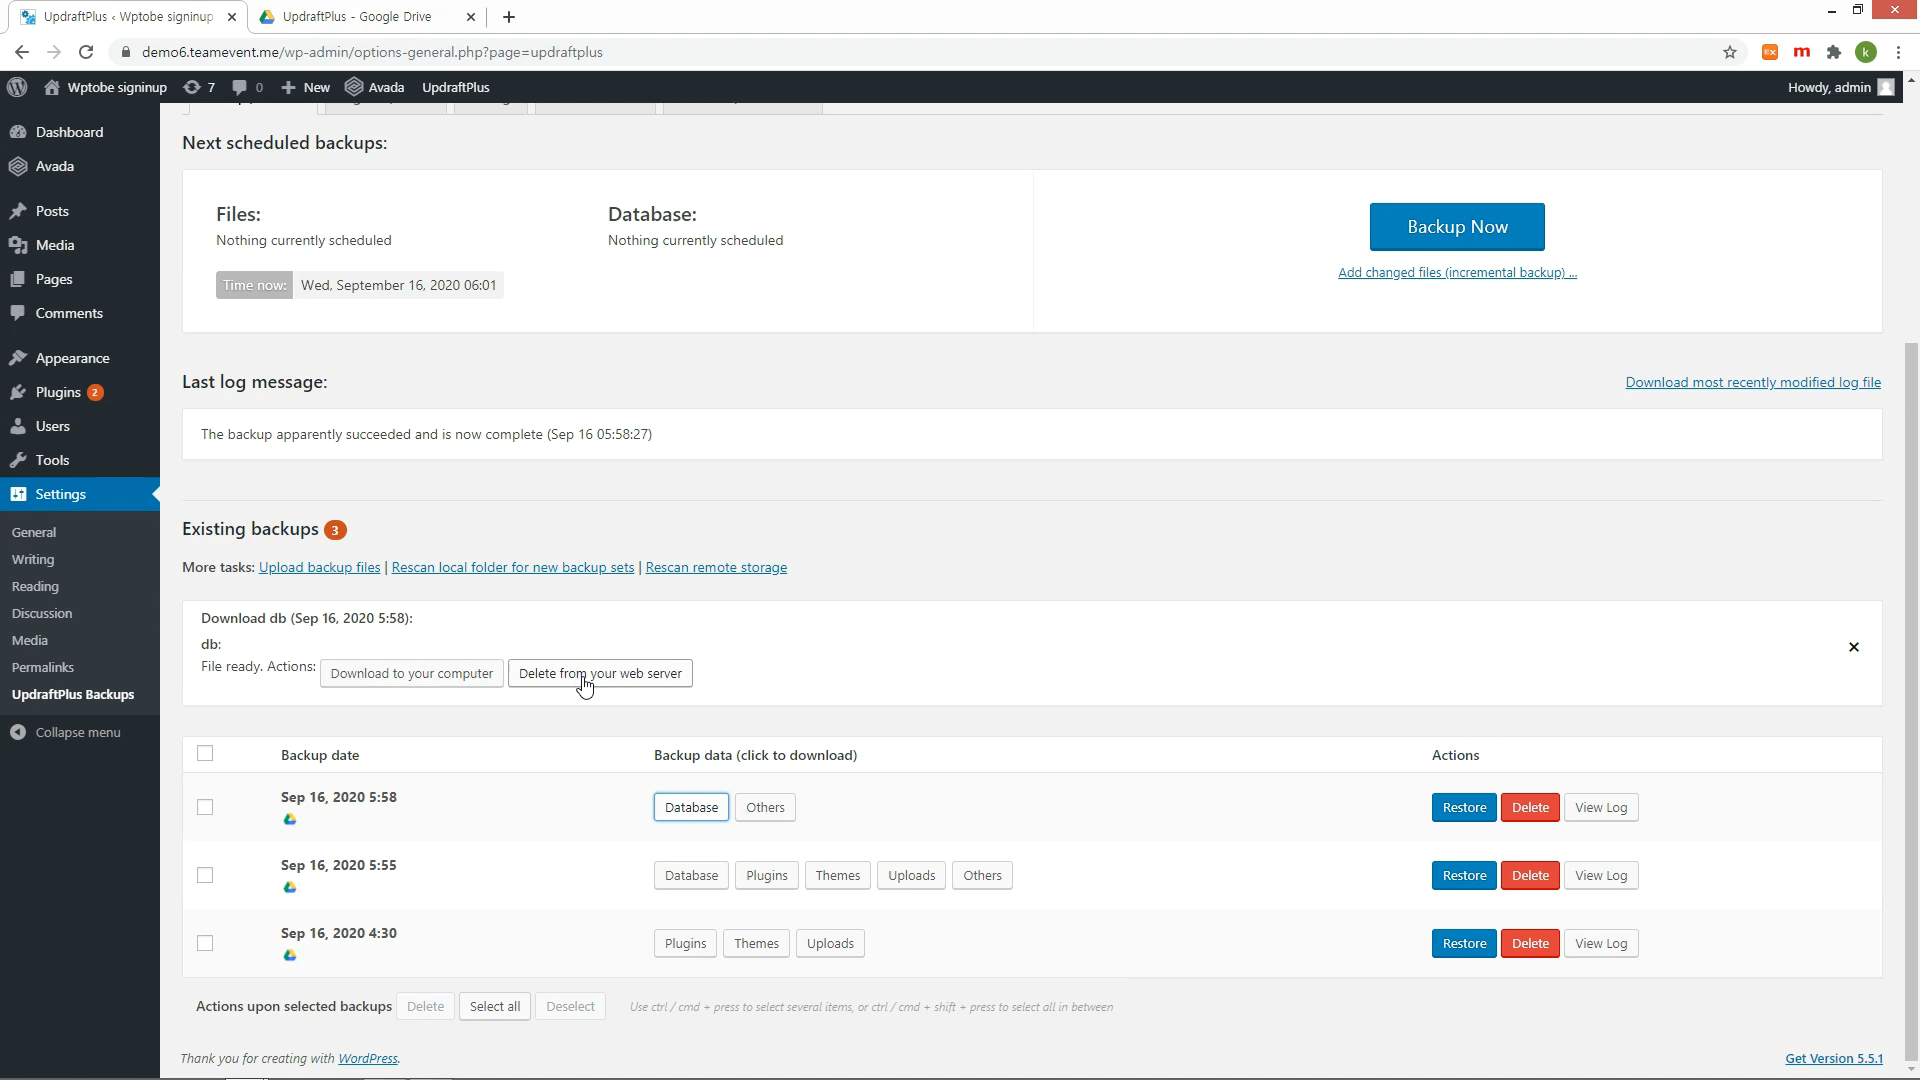 UpdraftPlus ‹ Wptobe signinup
UpdraftPlus - Google Drive
demo6.teamevent.me/wp-admin/options-general.php?page=updraftplus
k
Wptobe signinup 7 0 New Avada UpdraftPlus
Howdy, admin
Dashboard
Avada
Posts
Media
Pages
Comments
Appearance
Plugins 2
Users
Tools
Settings
General
Writing
Reading
Discussion
Media
Permalinks
UpdraftPlus Backups
Collapse menu
Next scheduled backups:
Files:
Nothing currently scheduled
Database:
Nothing currently scheduled
Time now: Wed, September 16, 2020 06:01
Backup Now
Add changed files (incremental backup) ...
Last log message:
Download most recently modified log file
The backup apparently succeeded and is now complete (Sep 16 05:58:27)
Existing backups 3
More tasks: Upload backup files | Rescan local folder for new backup sets | Rescan remote storage
Download db (Sep 16, 2020 5:58):
db:
File ready. Actions: Download to your computer Delete from your web server
Backup date Backup data (click to download) Actions
Sep 16, 2020 5:58 Database Others Restore Delete View Log
Sep 16, 2020 5:55 Database Plugins Themes Uploads Others Restore Delete View Log
Sep 16, 2020 4:30 Plugins Themes Uploads Restore Delete View Log
Actions upon selected backups Delete Select all Deselect Use ctrl / cmd + press to select several items, or ctrl / cmd + shift + press to select all in between
Thank you for creating with WordPress.
Get Version 5.5.1